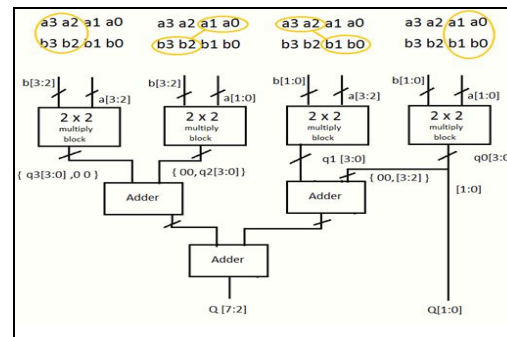 a3 a2 a1 a0 a3 a2 a1 a0 a3 a2 a1 a0 a3 a2 a1 a0
b3 b2 b1 b0 b3 b2 b1 b0 b3 b2 b1 b0 b3 b2 b1 b0
b[3:2] a[3:2] b[3:2] a[1:0] b[1:0] a[3:2] b[1:0] a[1:0]
2 x 2 2 x 2 2 x 2 2 x 2
multiply multiply multiply multiply
block block block block
{ q3[3:0] ,0 0 } { 00, q2[3:0] } q1 [3:0] q0[3:0
{ 00, [3:2] }
Adder Adder [1:0]
Adder
Q [7:2] Q[1:0]